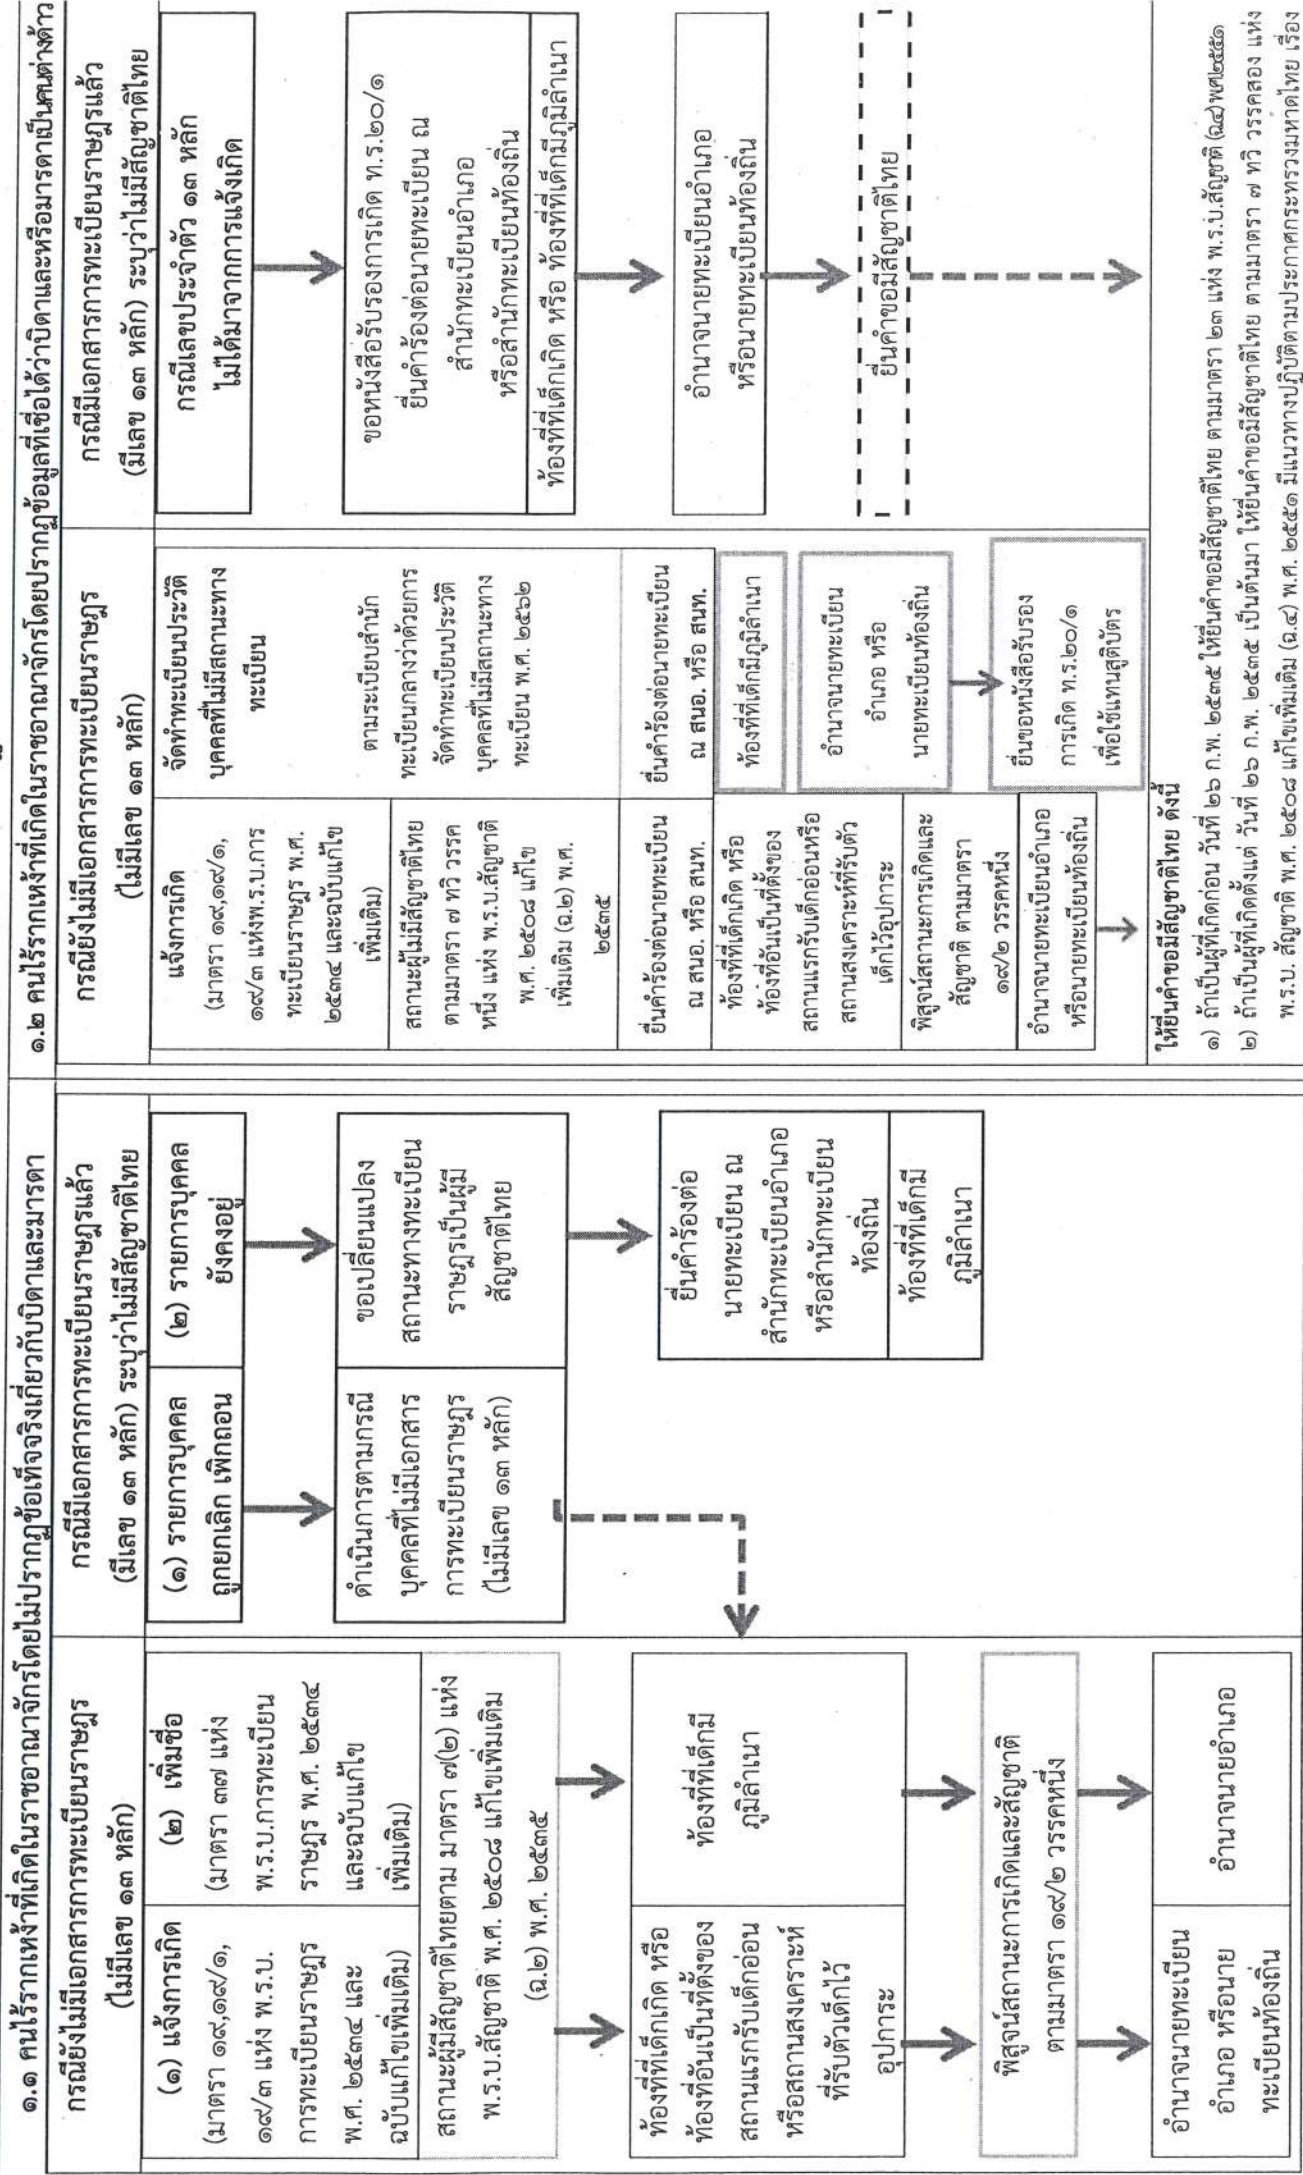 ๑.๑ คนไร้รากเหง้าที่เกิดในราชอาณาจักรโดยไม่ปรากฏข้อเท็จจริงเกี่ยวกับบิดาและมารดา
กรณียังไม่มีเอกสารการทะเบียนราษฎร
(ไม่มีเลข ๑๓ หลัก)
(๑) แจ้งการเกิด
(มาตรา ๑๙,๑๙/๑,
๑๙/๓ แห่ง พ.ร.บ.
การทะเบียนราษฎร
พ.ศ. ๒๕๓๔ และ
ฉบับแก้ไขเพิ่มเติม)
(๒) เพิ่มชื่อ
(มาตรา ๓๗ แห่ง
พ.ร.บ.การทะเบียน
ราษฎร พ.ศ. ๒๕๓๔
และฉบับแก้ไข
เพิ่มเติม)
สถานะผู้มีสัญชาติไทยตาม มาตรา ๗(๒) แห่ง
พ.ร.บ.สัญชาติ พ.ศ. ๒๕๐๘ แก้ไขเพิ่มเติม
(ฉ.๒) พ.ศ. ๒๕๓๕
ท้องที่ที่เด็กเกิด หรือ
ท้องที่อันเป็นที่ตั้งของ
สถานแรกรับเด็กอ่อน
หรือสถานสงเคราะห์
ที่รับตัวเด็กไว้
อุปการะ
ท้องที่ที่เด็กมี
ภูมิลำเนา
พิสูจน์สถานะการเกิดและสัญชาติ
ตามมาตรา ๑๙/๒ วรรคหนึ่ง
อำนาจนายทะเบียน
อำเภอ หรือนาย
ทะเบียนท้องถิ่น
อำนาจนายอำเภอ
กรณีมีเอกสารการทะเบียนราษฎรแล้ว
(มีเลข ๑๓ หลัก) ระบุว่าไม่มีสัญชาติไทย
(๑) รายการบุคคล
ถูกยกเลิก เพิกถอน
(๒) รายการบุคคล
ยังคงอยู่
ดำเนินการตามกรณี
บุคคลที่ไม่มีเอกสาร
การทะเบียนราษฎร
(ไม่มีเลข ๑๓ หลัก)
ขอเปลี่ยนแปลง
สถานะทางทะเบียน
ราษฎรเป็นผู้มี
สัญชาติไทย
ยื่นคำร้องต่อ
นายทะเบียน ณ
สำนักทะเบียนอำเภอ
หรือสำนักทะเบียน
ท้องถิ่น
ท้องที่ที่เด็กมี
ภูมิลำเนา
๑.๒ คนไร้รากเหง้าที่เกิดในราชอาณาจักรโดยปรากฏข้อมูลที่เชื่อได้ว่าบิดาและหรือมารดาเป็นคนต่างด้าว
กรณียังไม่มีเอกสารการทะเบียนราษฎร
(ไม่มีเลข ๑๓ หลัก)
แจ้งการเกิด
(มาตรา ๑๙,๑๙/๑,
๑๙/๓ แห่งพ.ร.บ.การ
ทะเบียนราษฎร พ.ศ.
๒๕๓๔ และฉบับแก้ไข
เพิ่มเติม)
สถานะผู้ไม่มีสัญชาติไทย
ตามมาตรา ๗ ทวิ วรรค
หนึ่ง แห่ง พ.ร.บ.สัญชาติ
พ.ศ. ๒๕๐๘ แก้ไข
เพิ่มเติม (ฉ.๒) พ.ศ.
๒๕๓๕
ยื่นคำร้องต่อนายทะเบียน
ณ สนอ. หรือ สนท.
ท้องที่ที่เด็กเกิด หรือ
ท้องที่อันเป็นที่ตั้งของ
สถานแรกรับเด็กอ่อนหรือ
สถานสงเคราะห์ที่รับตัว
เด็กไว้อุปการะ
พิสูจน์สถานะการเกิดและ
สัญชาติ ตามมาตรา
๑๙/๒ วรรคหนึ่ง
อำนาจนายทะเบียนอำเภอ
หรือนายทะเบียนท้องถิ่น
จัดทำทะเบียนประวัติ
บุคคลที่ไม่มีสถานะทาง
ทะเบียน
ตามระเบียบสำนัก
ทะเบียนกลางว่าด้วยการ
จัดทำทะเบียนประวัติ
บุคคลที่ไม่มีสถานะทาง
ทะเบียน พ.ศ. ๒๕๖๒
ยื่นคำร้องต่อนายทะเบียน
ณ สนอ. หรือ สนท.
ท้องที่ที่เด็กมีภูมิลำเนา
อำนาจนายทะเบียน
อำเภอ หรือ
นายทะเบียนท้องถิ่น
ยื่นขอหนังสือรับรอง
การเกิด ท.ร.๒๐/๑
เพื่อใช้แทนสูติบัตร
กรณีมีเอกสารการทะเบียนราษฎรแล้ว
(มีเลข ๑๓ หลัก) ระบุว่าไม่มีสัญชาติไทย
กรณีเลขประจำตัว ๑๓ หลัก
ไม่ได้มาจากการแจ้งเกิด
ขอหนังสือรับรองการเกิด ท.ร.๒๐/๑
ยื่นคำร้องต่อนายทะเบียน ณ
สำนักทะเบียนอำเภอ
หรือสำนักทะเบียนท้องถิ่น
ท้องที่ที่เด็กเกิด หรือ ท้องที่ที่เด็กมีภูมิลำเนา
อำนาจนายทะเบียนอำเภอ
หรือนายทะเบียนท้องถิ่น
ยื่นคำขอมีสัญชาติไทย
ให้ยื่นคำขอมีสัญชาติไทย ดังนี้
๑) ถ้าเป็นผู้ที่เกิดก่อน วันที่ ๒๖ ก.พ. ๒๕๓๕ ให้ยื่นคำขอมีสัญชาติไทย ตามมาตรา ๒๓ แห่ง พ.ร.บ.สัญชาติ (ฉ.๔) พ.ศ. ๒๕๕๑
๒) ถ้าเป็นผู้ที่เกิดตั้งแต่ วันที่ ๒๖ ก.พ. ๒๕๓๕ เป็นต้นมา ให้ยื่นคำขอมีสัญชาติไทย ตามมาตรา ๗ ทวิ วรรคสอง แห่ง
พ.ร.บ. สัญชาติ พ.ศ. ๒๕๐๘ แก้ไขเพิ่มเติม (ฉ.๔) พ.ศ. ๒๕๕๑ มีแนวทางปฏิบัติตามประกาศกระทรวงมหาดไทย เรื่อง